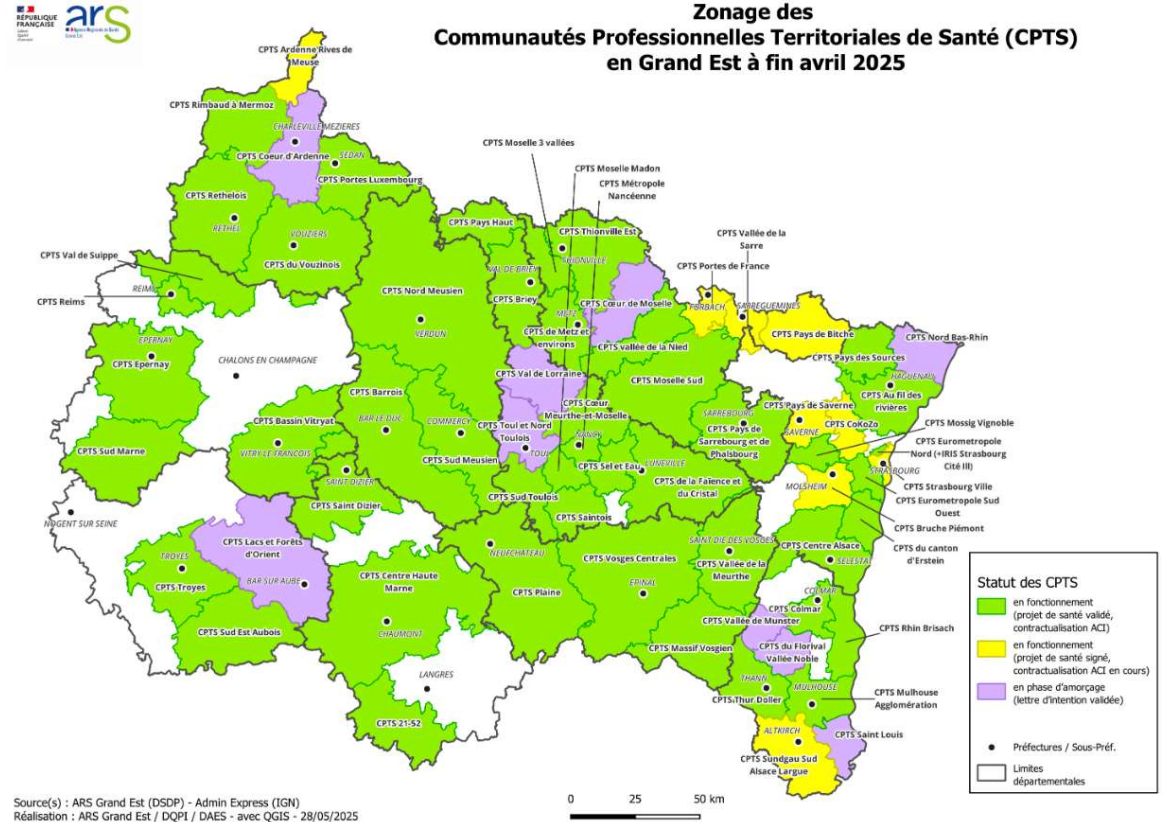 RÉPUBLIQUE
FRANÇAISE
ars
Zonage des
Communautés Professionnelles Territoriales de Santé (CPTS)
en Grand Est à fin avril 2025
CPTS Ardenne Rives de
Meuse
CPTS Rimbaud à Mermoz
CHARLEVILLE MEZIERES
CPTS Coeur d'Ardenne
SEDAN
CPTS Portes Luxembourg
CPTS Rethelois
RETHEL
VOUZIERS
CPTS du Vouzinois
CPTS Moselle 3 vallées
CPTS Moselle Madon
CPTS Métropole
Nancéenne
CPTS Pays Haut
CPTS Thionville Est
THIONVILLE
CPTS Vallée de la
Sarre
CPTS Portes de France
CPTS Val de Suippe
CPTS Reims
REIMS
CPTS Nord Meusien
VERDUN
VAL DE BRIEY
CPTS Briey
METZ
CPTS Cœur de Moselle
CPTS de Metz et
environs
CPTS vallée de la Nied
FORBACH
SARREGUEMINES
CPTS Pays de Bitche
CPTS Pays des Sources
CPTS Nord Bas-Rhin
HAGUENAU
CPTS Au fil des
rivières
EPERNAY
CPTS Epernay
CHALONS EN CHAMPAGNE
CPTS Val de Lorraine
CPTS Moselle Sud
CPTS Barrois
BAR LE DUC
COMMERCY
CPTS Sud Meusien
CPTS Cœur
Meurthe-et-Moselle
CPTS Toul et Nord
Toulois
TOUL
NANCY
SARREBOURG
CPTS Pays de
Sarrebourg et de
Phalsbourg
CPTS Pays de Saverne
SAVERNE
CPTS CoKoZo
CPTS Mossig Vignoble
CPTS Eurometropole
Nord (+IRIS Strasbourg
Cité III)
STRASBOURG
CPTS Strasbourg Ville
CPTS Eurometropole Sud
Ouest
MOLSHEIM
CPTS Bruche Piémont
CPTS du canton
d'Erstein
CPTS Bassin Vitryat
VITRY LE FRANCOIS
CPTS Sud Marne
SAINT DIZIER
CPTS Saint Dizier
CPTS Sel et Eau
LUNEVILLE
CPTS de la Faïence et
du Cristal
CPTS Sud Toulois
CPTS Saintois
NOGENT SUR SEINE
CPTS Lacs et Forêts
d'Orient
BAR SUR AUBE
TROYES
CPTS Troyes
CPTS Sud Est Aubois
CPTS Centre Haute
Marne
CHAUMONT
NEUFCHÂTEAU
CPTS Plaine
CPTS Vosges Centrales
EPINAL
SAINT DIE DES VOSGES
CPTS Vallée de la
Meurthe
CPTS Centre Alsace
SELESTAT
COLMAR
CPTS Colmar
CPTS Vallée de Munster
CPTS Rhin Brisach
CPTS Massif Vosgien
CPTS du Florival
Vallée Noble
THANN
CPTS Thur Doller
MULHOUSE
CPTS Mulhouse
Agglomération
LANGRES
CPTS 21-52
ALTKIRCH
CPTS Sundgau Sud
Alsace Largue
CPTS Saint Louis
Statut des CPTS
en fonctionnement
(projet de santé validé,
contractualisation ACI)
en fonctionnement
(projet de santé signé,
contractualisation ACI en cours)
en phase d'amorçage
(lettre d'intention validée)
Préfectures / Sous-Préf.
Limites
départementales
0 25 50 km
Source(s) : ARS Grand Est (DSDP) - Admin Express (IGN)
Réalisation : ARS Grand Est / DQPI / DAES - avec QGIS - 28/05/2025